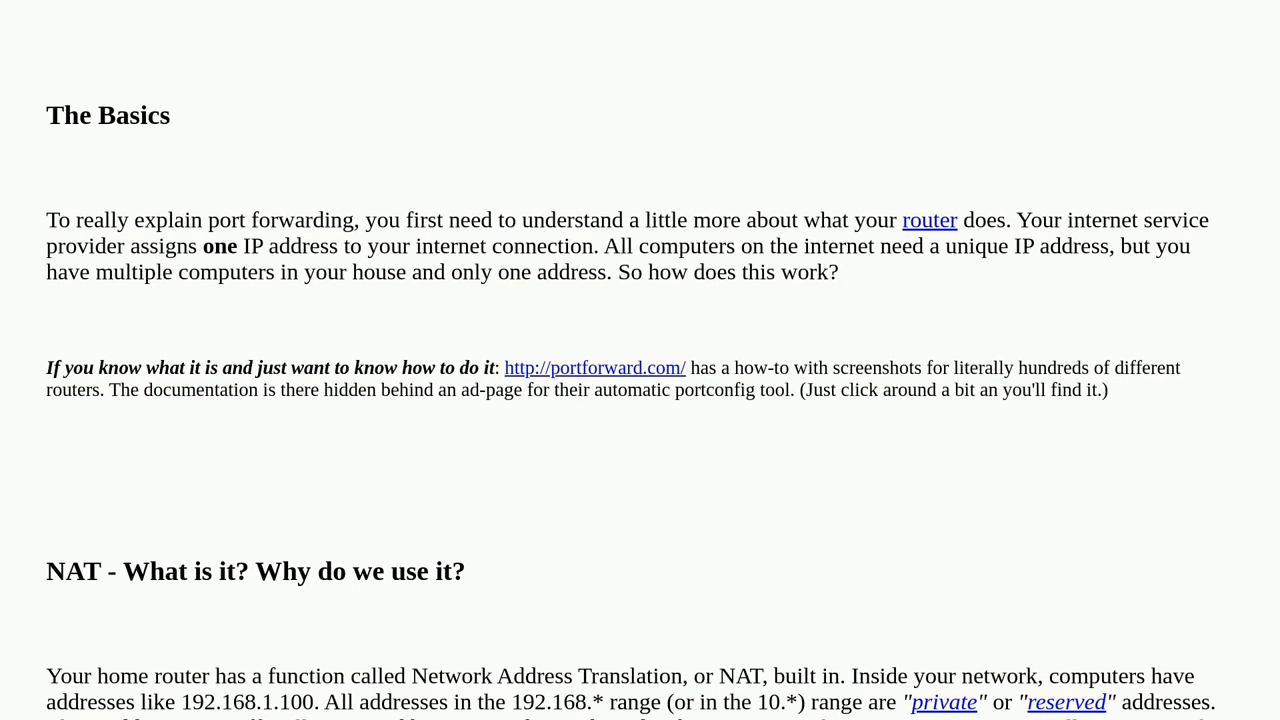 The Basics
To really explain port forwarding, you first need to understand a little more about what your router does. Your internet service
provider assigns one IP address to your internet connection. All computers on the internet need a unique IP address, but you
have multiple computers in your house and only one address. So how does this work?
If you know what it is and just want to know how to do it: http://portforward.com/ has a how-to with screenshots for literally hundreds of different
routers. The documentation is there hidden behind an ad-page for their automatic portconfig tool. (Just click around a bit an you'll find it.)
NAT - What is it? Why do we use it?
Your home router has a function called Network Address Translation, or NAT, built in. Inside your network, computers have
addresses like 192.168.1.100. All addresses in the 192.168.* range (or in the 10.*) range are "private" or "reserved" addresses.